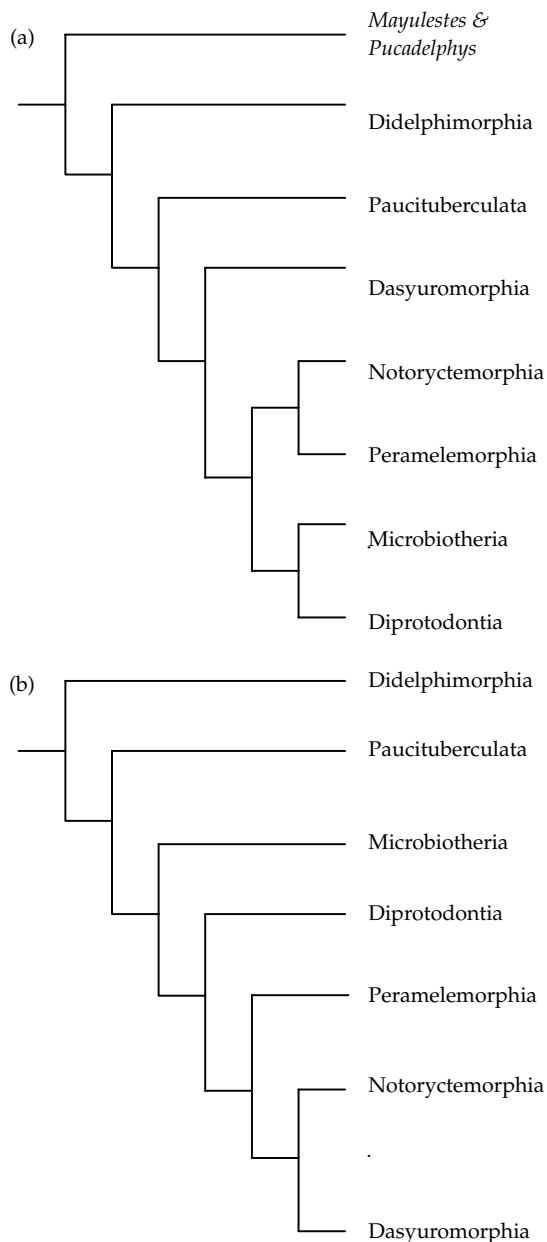 (a)
Mayulestes &
Pucadelphys
Didelphimorphia
Paucituberculata
Dasyuromorphia
Notoryctemorphia
Peramelemorphia
Microbiotheria
Diprotodontia
(b)
Didelphimorphia
Paucituberculata
Microbiotheria
Diprotodontia
Peramelemorphia
Notoryctemorphia
Dasyuromorphia